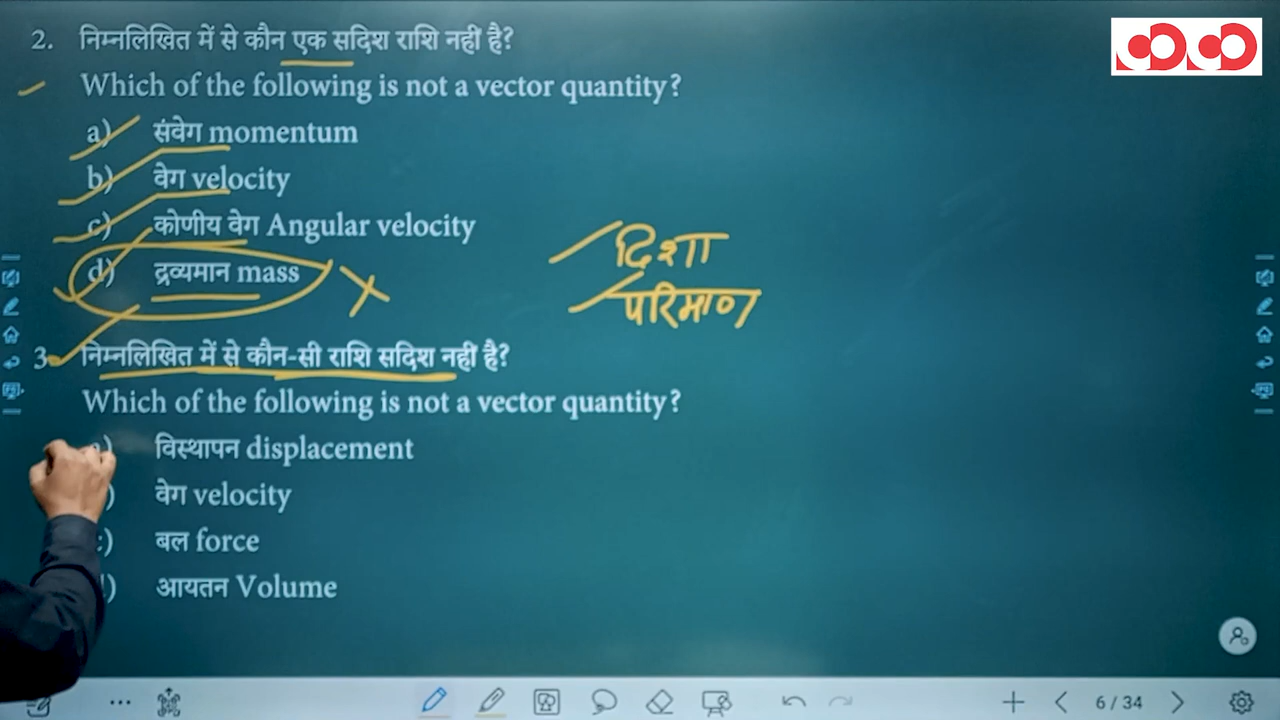 2. निम्नलिखित में से कौन एक सदिश राशि नहीं है?
Which of the following is not a vector quantity?
a) संवेग momentum
b) वेग velocity
c) कोणीय वेग Angular velocity
d) द्रव्यमान mass
दिशा
परिमाण
3. निम्नलिखित में से कौन-सी राशि सदिश नहीं है?
Which of the following is not a vector quantity?
विस्थापन displacement
) वेग velocity
) बल force
) आयतन Volume
6 / 34